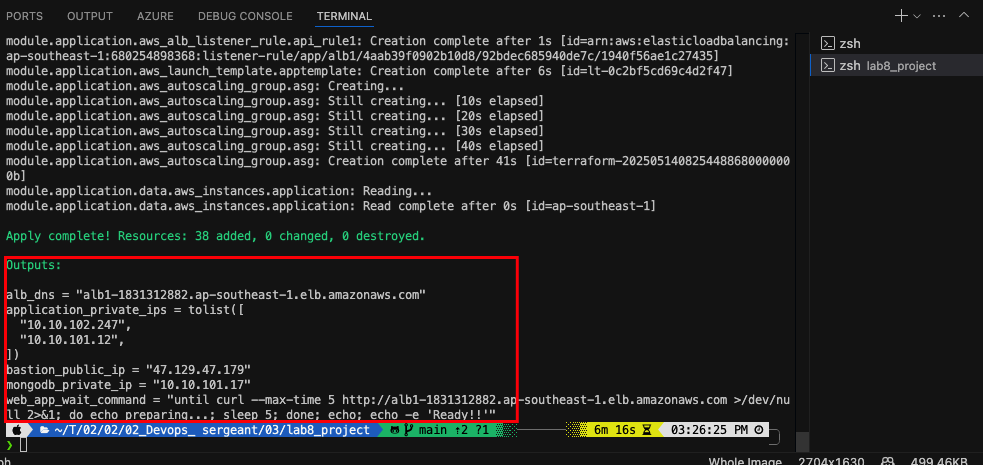 PORTS OUTPUT AZURE DEBUG CONSOLE TERMINAL
zsh
zsh lab8_project
module.application.aws_alb_listener_rule.api_rule1: Creation complete after 1s [id=arn:aws:elasticloadbalancing:
ap-southeast-1:680254898368:listener-rule/app/alb1/4aab39f0902b10d8/92bdec685940de7c/1940f56ae1c27435]
module.application.aws_launch_template.apptemplate: Creation complete after 6s [id=lt-0c2bf5cd69c4d2f47]
module.application.aws_autoscaling_group.asg: Creating...
module.application.aws_autoscaling_group.asg: Still creating... [10s elapsed]
module.application.aws_autoscaling_group.asg: Still creating... [20s elapsed]
module.application.aws_autoscaling_group.asg: Still creating... [30s elapsed]
module.application.aws_autoscaling_group.asg: Still creating... [40s elapsed]
module.application.aws_autoscaling_group.asg: Creation complete after 41s [id=terraform-2025051408254488680000000
0b]
module.application.data.aws_instances.application: Reading...
module.application.data.aws_instances.application: Read complete after 0s [id=ap-southeast-1]
Apply complete! Resources: 38 added, 0 changed, 0 destroyed.
Outputs:
alb_dns = "alb1-1831312882.ap-southeast-1.elb.amazonaws.com"
application_private_ips = tolist([
"10.10.102.247",
"10.10.101.12",
])
bastion_public_ip = "47.129.47.179"
mongodb_private_ip = "10.10.101.17"
web_app_wait_command = "until curl --max-time 5 http://alb1-1831312882.ap-southeast-1.elb.amazonaws.com >/dev/nu
ll 2>&1; do echo preparing...; sleep 5; done; echo; echo -e 'Ready!!'"
~/T/02/02/02_Devops_ sergeant/03/lab8_project main ↑2 ?1 6m 16s 03:26:25 PM
❯
Whole Image 2704x1630 499.46KB